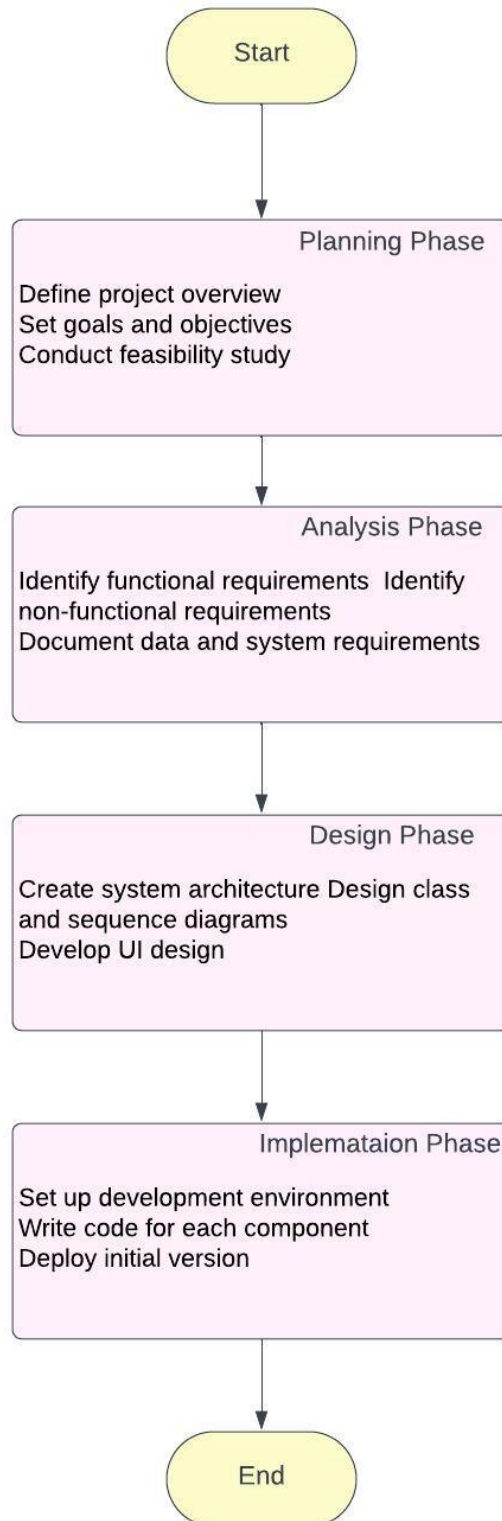 Start
Planning Phase
Define project overview
Set goals and objectives
Conduct feasibility study
Analysis Phase
Identify functional requirements  Identify
non-functional requirements
Document data and system requirements
Design Phase
Create system architecture Design class
and sequence diagrams
Develop UI design
Implemataion Phase
Set up development environment
Write code for each component
Deploy initial version
End